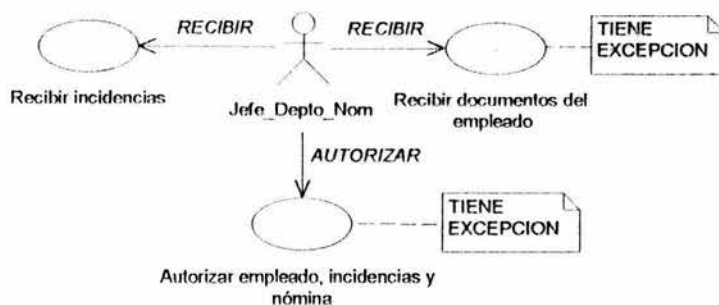 RECIBIR
RECIBIR
TIENE
EXCEPCION
Recibir incidencias
Jefe_Depto_Nom
Recibir documentos del
empleado
AUTORIZAR
TIENE
EXCEPCION
Autorizar empleado, incidencias y
nómina